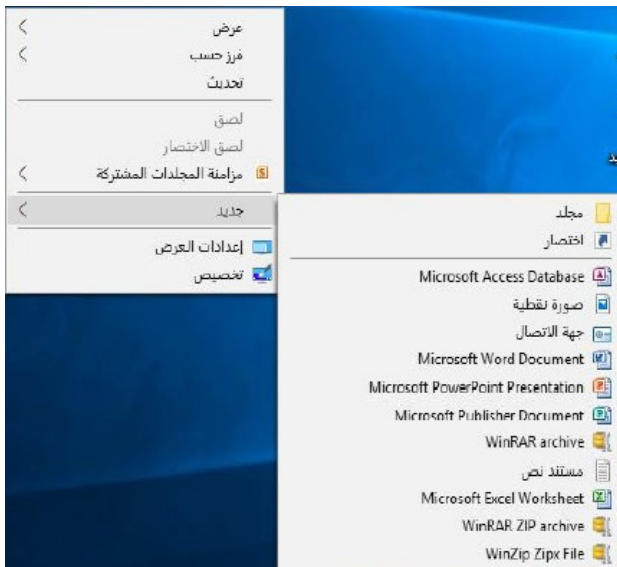 عرض
فرز حسب
تحديث
لصق
لصق الاختصار
مزامنة المجلدات المشتركة
جديد
إعدادات العرض
تخصيص
مجلد
اختصار
Microsoft Access Database
صورة نقطية
جهة الاتصال
Microsoft Word Document
Microsoft PowerPoint Presentation
Microsoft Publisher Document
WinRAR archive
مستند نص
Microsoft Excel Worksheet
WinRAR ZIP archive
WinZip Zipx File